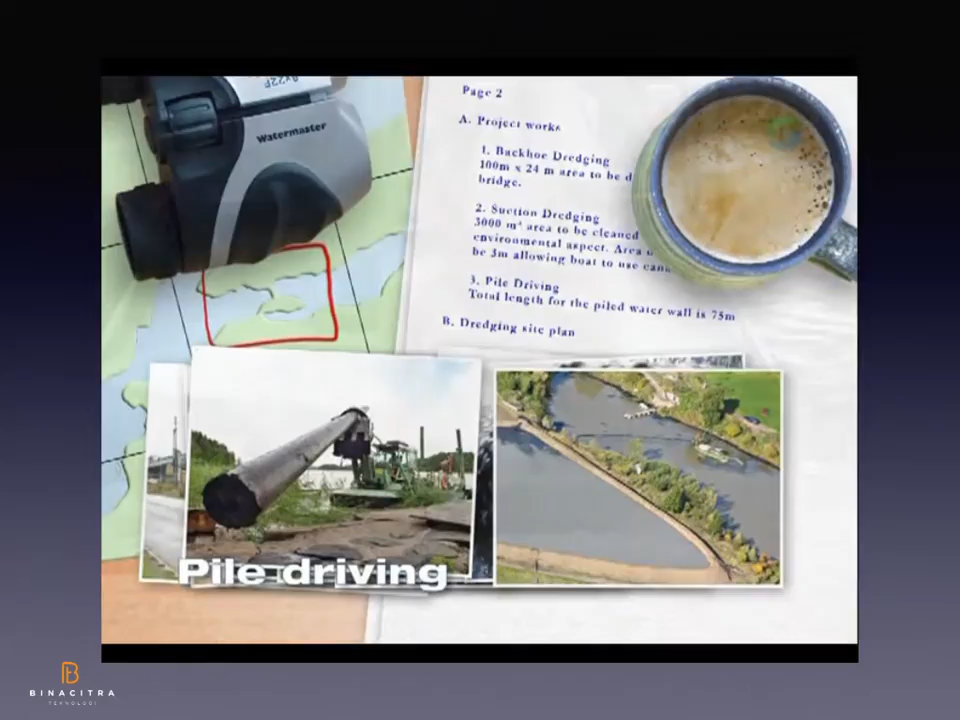 8x22P
Watermaster
Page 2
A. Project works
1. Backhoe Dredging
100m x 24 m area to be d
bridge.
2. Suction Dredging
3000 m² area to be cleaned
environmental aspect. Area
be 3m allowing boat to use
3. Pile Driving
Total length for the piled water wall is 75m
B. Dredging site plan
Pile driving
BINACITRA
TEKNOLOGI